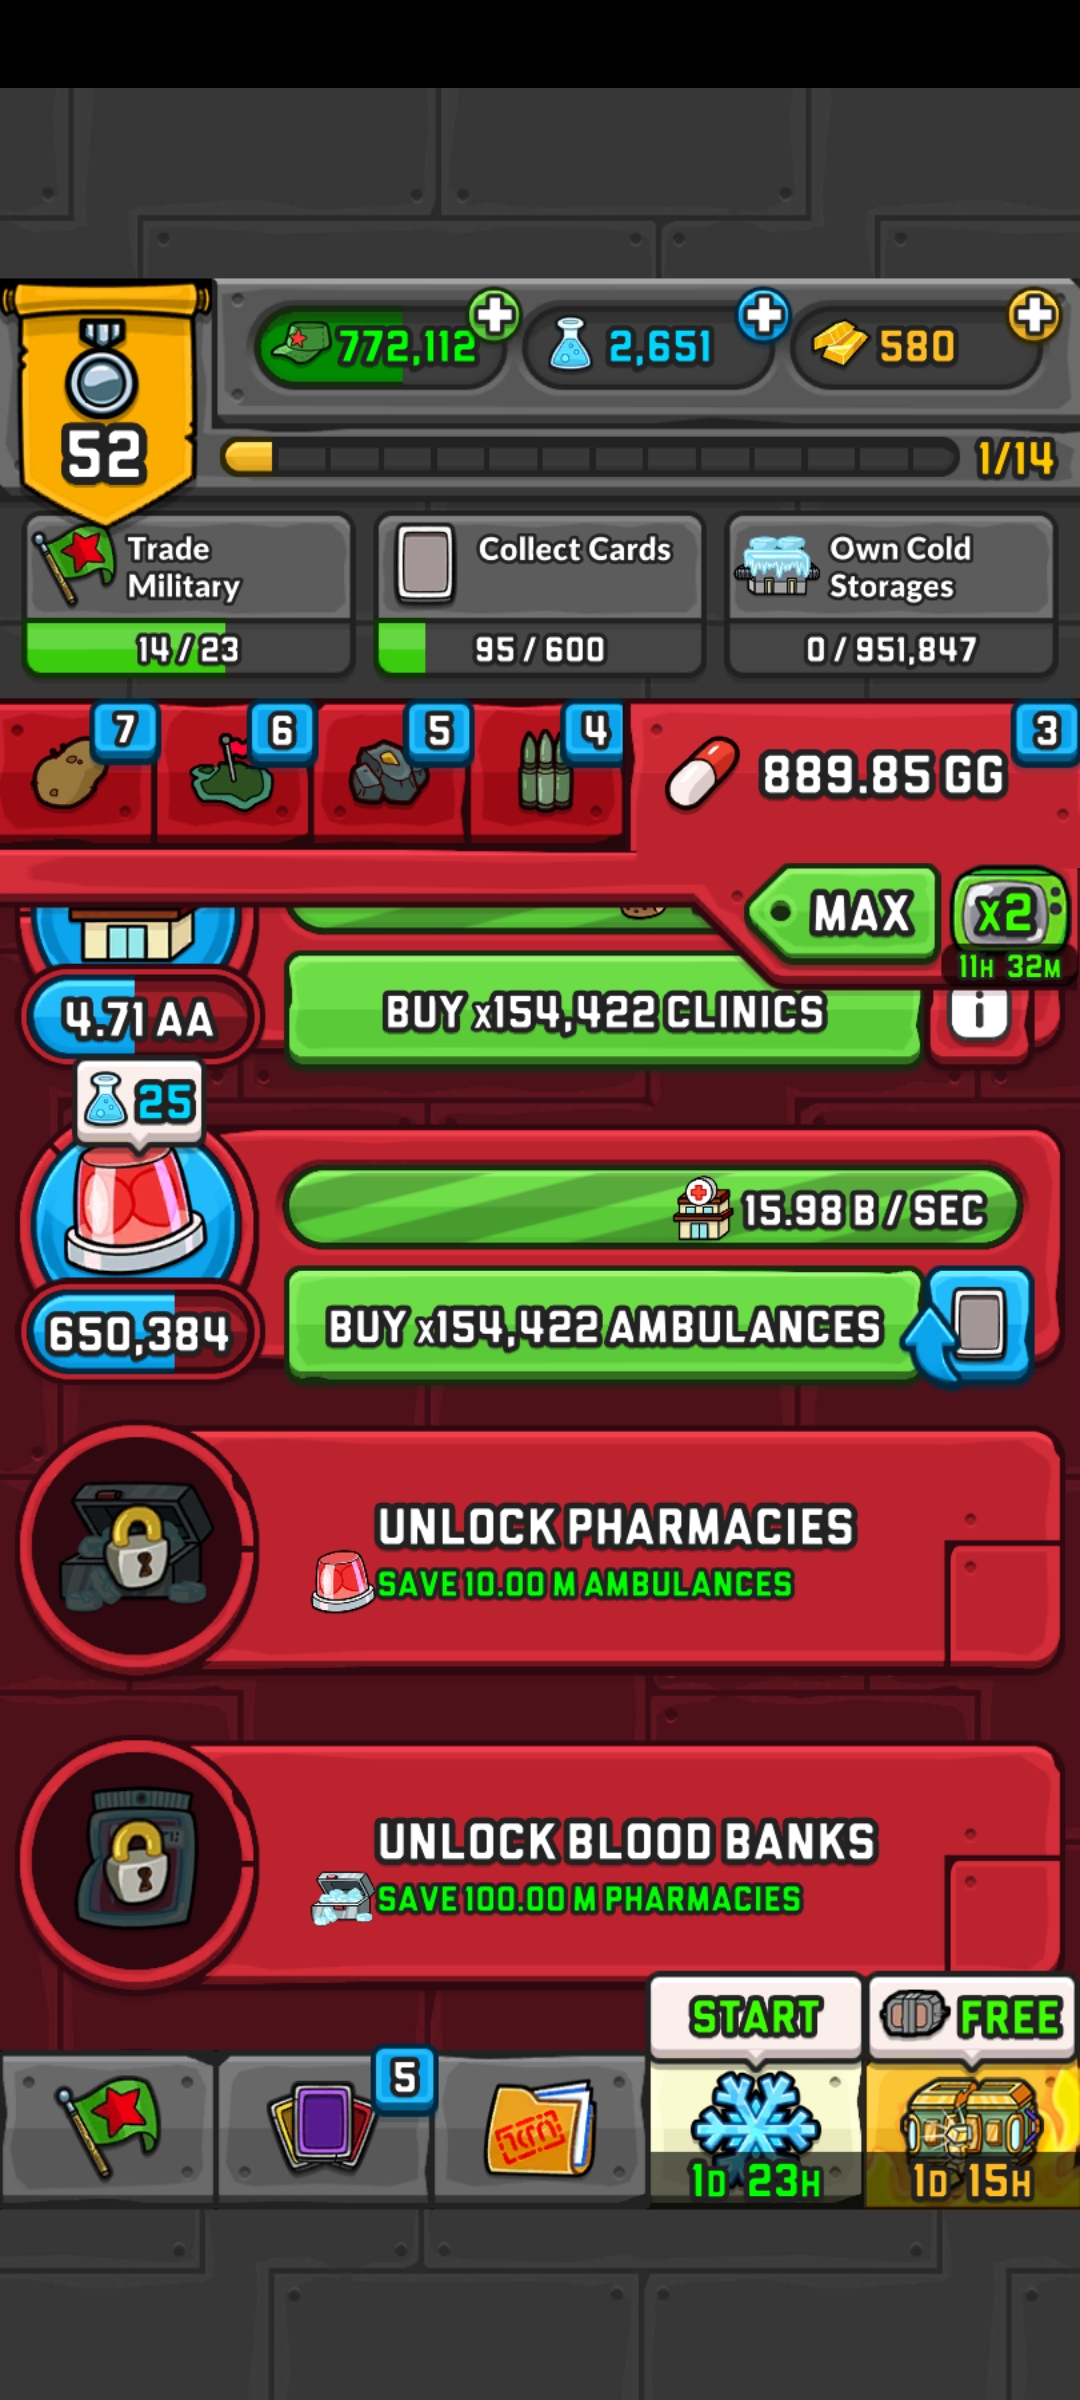 772,112
2,651
580
52
1/14
Trade
Military
14/23
Collect Cards
95/600
Own Cold
Storages
0/951,847
7
6
5
4
3
889.85 GG
MAX
x2
11H 32M
4.71 AA
BUY x154,422 CLINICS
i
25
15.98 B / SEC
650,384
BUY x154,422 AMBULANCES
UNLOCK PHARMACIES
SAVE 10.00 M AMBULANCES
UNLOCK BLOOD BANKS
SAVE 100.00 M PHARMACIES
START
FREE
5
1D 23H
1D 15H